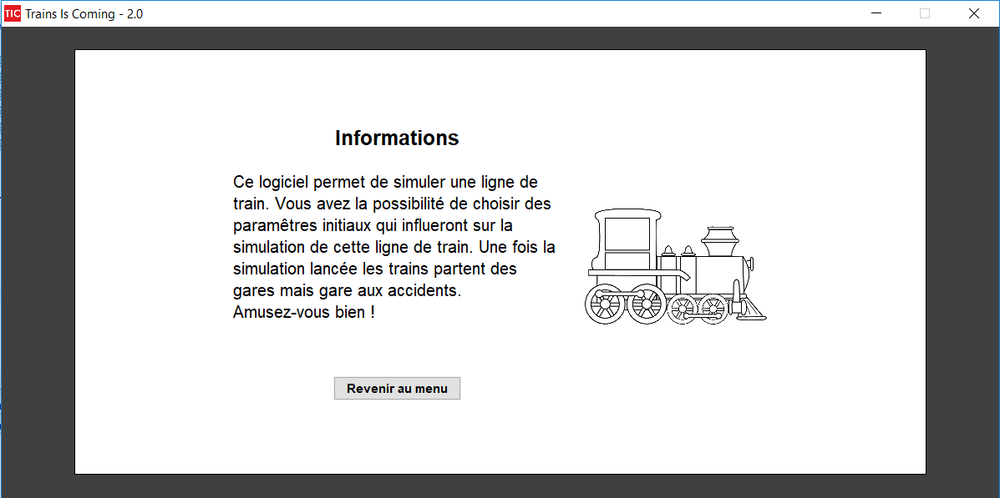 TIC Trains Is Coming - 2.0
Informations
Ce logiciel permet de simuler une ligne de
train. Vous avez la possibilité de choisir des
paramêtres initiaux qui influeront sur la
simulation de cette ligne de train. Une fois la
simulation lancée les trains partent des
gares mais gare aux accidents.
Amusez-vous bien !
Revenir au menu